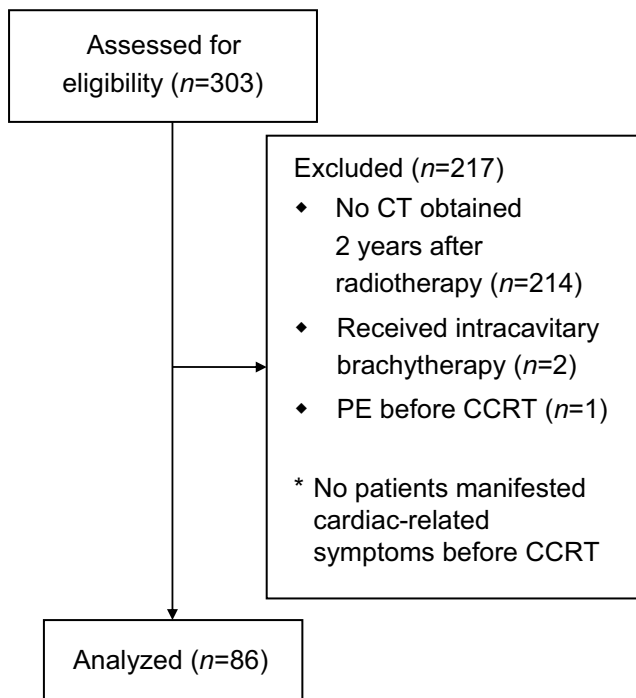 Assessed for
eligibility (n=303)
Excluded (n=217)
◆ No CT obtained
2 years after
radiotherapy (n=214)
◆ Received intracavitary
brachytherapy (n=2)
◆ PE before CCRT (n=1)
* No patients manifested
cardiac-related
symptoms before CCRT
Analyzed (n=86)